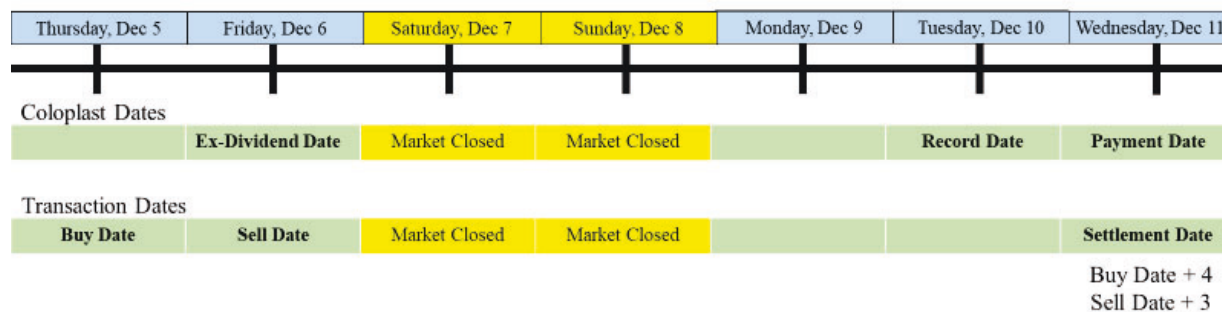 Thursday, Dec 5 Friday, Dec 6 Saturday, Dec 7 Sunday, Dec 8 Monday, Dec 9 Tuesday, Dec 10 Wednesday, Dec 11
Coloplast Dates
Ex-Dividend Date Market Closed Market Closed Record Date Payment Date
Transaction Dates
Buy Date Sell Date Market Closed Market Closed Settlement Date
Buy Date + 4
Sell Date + 3